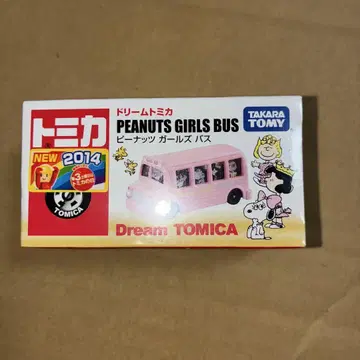 トミカ
NEW 2014
TOMICA
ドリームトミカ
PEANUTS GIRLS BUS
ピーナッツ ガールズ バス
TAKARA
TOMY
Dream TOMICA